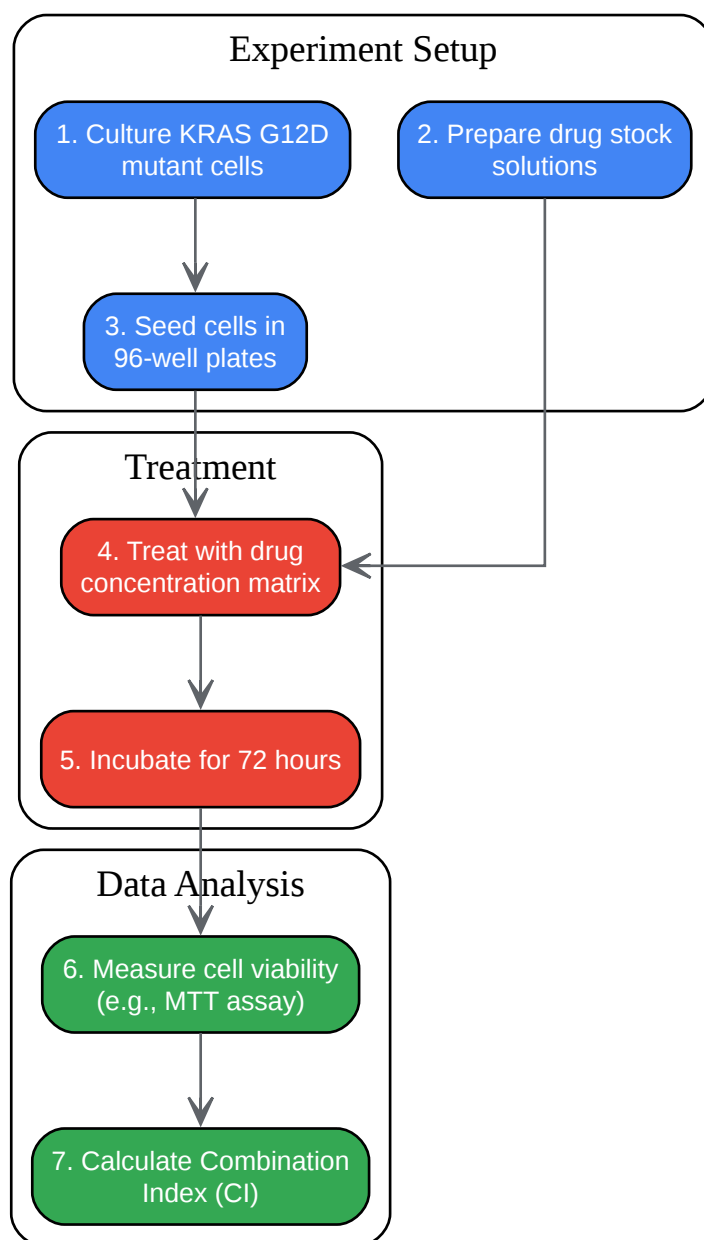 Experiment Setup
1. Culture KRAS G12D
mutant cells
2. Prepare drug stock
solutions
3. Seed cells in
96-well plates
Treatment
4. Treat with drug
concentration matrix
5. Incubate for 72 hours
Data Analysis
6. Measure cell viability
(e.g., MTT assay)
7. Calculate Combination
Index (CI)